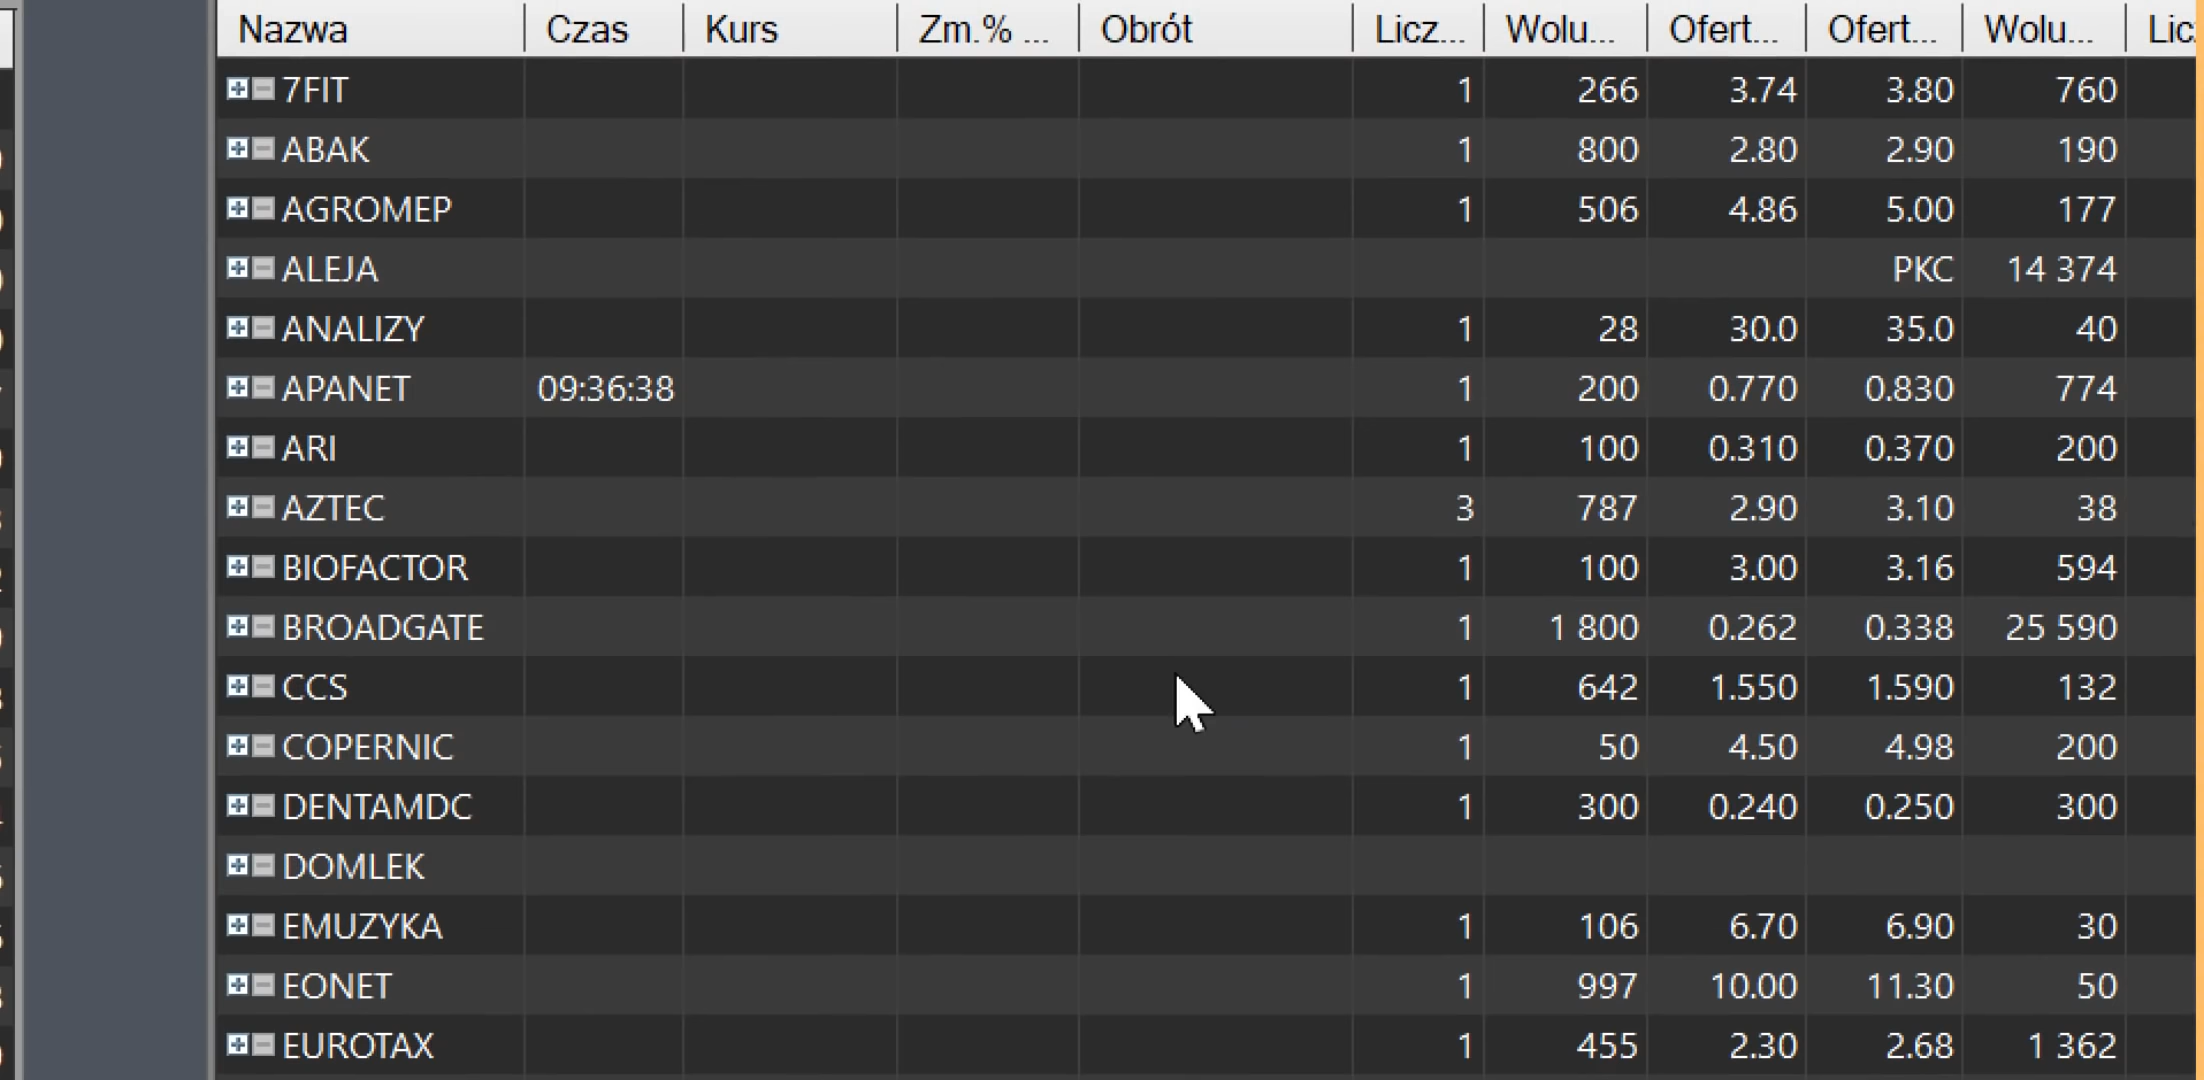 Nazwa Czas Kurs Zm.% ... Obrót Licz... Wolu... Ofert... Ofert... Wolu... Lic
7FIT 1 266 3.74 3.80 760
ABAK 1 800 2.80 2.90 190
AGROMEP 1 506 4.86 5.00 177
ALEJA PKC 14 374
ANALIZY 1 28 30.0 35.0 40
APANET 09:36:38 1 200 0.770 0.830 774
ARI 1 100 0.310 0.370 200
AZTEC 3 787 2.90 3.10 38
BIOFACTOR 1 100 3.00 3.16 594
BROADGATE 1 1 800 0.262 0.338 25 590
CCS 1 642 1.550 1.590 132
COPERNIC 1 50 4.50 4.98 200
DENTAMDC 1 300 0.240 0.250 300
DOMLEK
EMUZYKA 1 106 6.70 6.90 30
EONET 1 997 10.00 11.30 50
EUROTAX 1 455 2.30 2.68 1 362